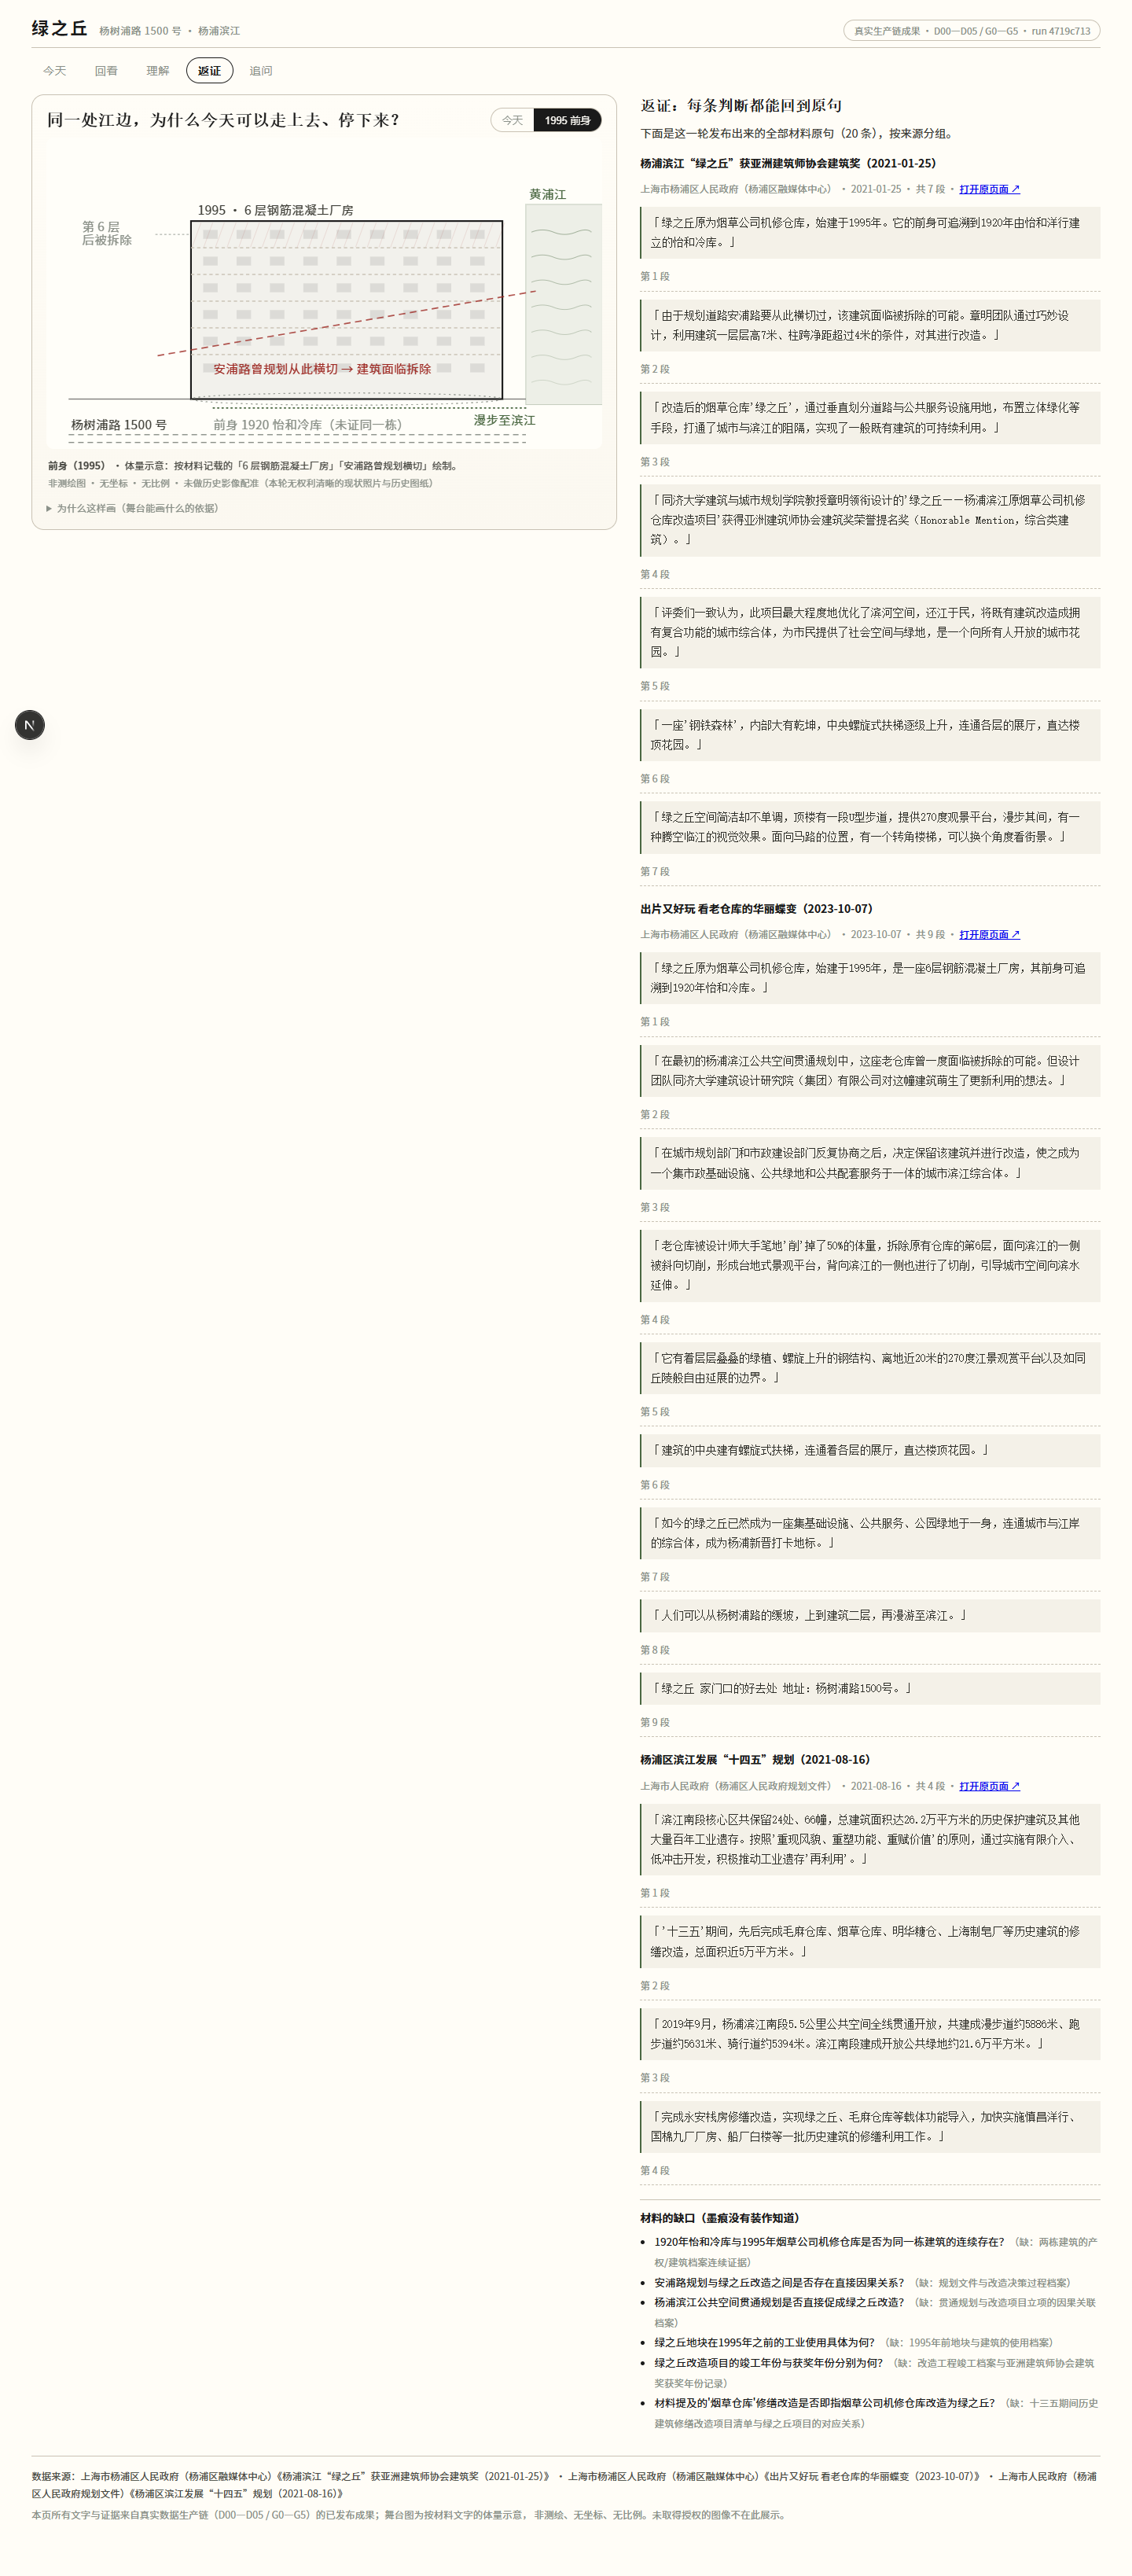 绿之丘 杨树浦路 1500 号 · 杨浦滨江
真实生产链成果 · D00—D05 / G0—G5 · run 4719c713
今天 回看 理解 返证 追问
同一处江边，为什么今天可以走上去、停下来？
今天 1995 前身
黄浦江
1995 · 6 层钢筋混凝土厂房
第 6 层
后被拆除
安浦路曾规划从此横切 → 建筑面临拆除
杨树浦路 1500 号
前身 1920 怡和冷库（未证同一栋）
漫步至滨江
前身（1995） · 体量示意：按材料记载的「6 层钢筋混凝土厂房」「安浦路曾规划横切」绘制。
非测绘图 · 无坐标 · 无比例 · 未做历史影像配准（本轮无权利清晰的现状照片与历史图纸）
▶ 为什么这样画（舞台能画什么的依据）
返证：每条判断都能回到原句
下面是这一轮发布出来的全部材料原句（20 条），按来源分组。
杨浦滨江“绿之丘”获亚洲建筑师协会建筑奖（2021-01-25）
上海市杨浦区人民政府（杨浦区融媒体中心） · 2021-01-25 · 共 7 段 · 打开原页面 ↗
「绿之丘原为烟草公司机修仓库，始建于1995年。它的前身可追溯到1920年由怡和洋行建
立的怡和冷库。」
第 1 段
「由于规划道路安浦路要从此横切过，该建筑面临被拆除的可能。章明团队通过巧妙设
计，利用建筑一层层高7米、柱跨净距超过4米的条件，对其进行改造。」
第 2 段
「改造后的烟草仓库'绿之丘'，通过垂直划分道路与公共服务设施用地，布置立体绿化等
手段，打通了城市与滨江的阻隔，实现了一般既有建筑的可持续利用。」
第 3 段
「同济大学建筑与城市规划学院教授章明领衔设计的'绿之丘——杨浦滨江原烟草公司机修
仓库改造项目'获得亚洲建筑师协会建筑奖荣誉提名奖（Honorable Mention，综合类建
筑）。」
第 4 段
「评委们一致认为，此项目最大程度地优化了滨河空间，还江于民，将既有建筑改造成拥
有复合功能的城市综合体，为市民提供了社会空间与绿地，是一个向所有人开放的城市花
园。」
第 5 段
「一座'钢铁森林'，内部大有乾坤，中央螺旋式扶梯逐级上升，连通各层的展厅，直达楼
顶花园。」
第 6 段
「绿之丘空间简洁却不单调，顶楼有一段U型步道，提供270度观景平台，漫步其间，有一
种腾空临江的视觉效果。面向马路的位置，有一个转角楼梯，可以换个角度看街景。」
第 7 段
出片又好玩 看老仓库的华丽蝶变（2023-10-07）
上海市杨浦区人民政府（杨浦区融媒体中心） · 2023-10-07 · 共 9 段 · 打开原页面 ↗
「绿之丘原为烟草公司机修仓库，始建于1995年，是一座6层钢筋混凝土厂房，其前身可追
溯到1920年怡和冷库。」
第 1 段
「在最初的杨浦滨江公共空间贯通规划中，这座老仓库曾一度面临被拆除的可能。但设计
团队同济大学建筑设计研究院（集团）有限公司对这幢建筑萌生了更新利用的想法。」
第 2 段
「在城市规划部门和市政建设部门反复协商之后，决定保留该建筑并进行改造，使之成为
一个集市政基础设施、公共绿地和公共配套服务于一体的城市滨江综合体。」
第 3 段
「老仓库被设计师大手笔地'削'掉了50%的体量，拆除原有仓库的第6层，面向滨江的一侧
被斜向切削，形成台地式景观平台，背向滨江的一侧也进行了切削，引导城市空间向滨水
延伸。」
第 4 段
「它有着层层叠叠的绿植、螺旋上升的钢结构、离地近20米的270度江景观赏平台以及如同
丘陵般自由延展的边界。」
第 5 段
「建筑的中央建有螺旋式扶梯，连通着各层的展厅，直达楼顶花园。」
第 6 段
「如今的绿之丘已然成为一座集基础设施、公共服务、公园绿地于一身，连通城市与江岸
的综合体，成为杨浦新晋打卡地标。」
第 7 段
「人们可以从杨树浦路的缓坡，上到建筑二层，再漫游至滨江。」
第 8 段
「绿之丘 家门口的好去处 地址：杨树浦路1500号。」
第 9 段
杨浦区滨江发展“十四五”规划（2021-08-16）
上海市人民政府（杨浦区人民政府规划文件） · 2021-08-16 · 共 4 段 · 打开原页面 ↗
「滨江南段核心区共保留24处、66幢，总建筑面积达26.2万平方米的历史保护建筑及其他
大量百年工业遗存。按照'重现风貌、重塑功能、重赋价值'的原则，通过实施有限介入、
低冲击开发，积极推动工业遗存'再利用'。」
第 1 段
「'十三五'期间，先后完成毛麻仓库、烟草仓库、明华糖仓、上海制皂厂等历史建筑的修
缮改造，总面积近5万平方米。」
第 2 段
「2019年9月，杨浦滨江南段5.5公里公共空间全线贯通开放，共建成漫步道约5886米、跑
步道约5631米、骑行道约5394米。滨江南段建成开放公共绿地约21.6万平方米。」
第 3 段
「完成永安栈房修缮改造，实现绿之丘、毛麻仓库等载体功能导入，加快实施慎昌洋行、
国棉九厂厂房、船厂白楼等一批历史建筑的修缮利用工作。」
第 4 段
材料的缺口（墨痕没有装作知道）
• 1920年怡和冷库与1995年烟草公司机修仓库是否为同一栋建筑的连续存在？（缺：两栋建筑的产
权/建筑档案连续证据）
• 安浦路规划与绿之丘改造之间是否存在直接因果关系？（缺：规划文件与改造决策过程档案）
• 杨浦滨江公共空间贯通规划是否直接促成绿之丘改造？（缺：贯通规划与改造项目立项的因果关联
档案）
• 绿之丘地块在1995年之前的工业使用具体为何？（缺：1995年前地块与建筑的使用档案）
• 绿之丘改造项目的竣工年份与获奖年份分别为何？（缺：改造工程竣工档案与亚洲建筑师协会建筑
奖获奖年份记录）
• 材料提及的'烟草仓库'修缮改造是否即指烟草公司机修仓库改造为绿之丘？（缺：十三五期间历史
建筑修缮改造项目清单与绿之丘项目的对应关系）
数据来源：上海市杨浦区人民政府（杨浦区融媒体中心）《杨浦滨江“绿之丘”获亚洲建筑师协会建筑奖（2021-01-25）》 · 上海市杨浦区人民政府（杨浦区融媒体中心）《出片又好玩 看老仓库的华丽蝶变（2023-10-07）》 · 上海市人民政府（杨浦
区人民政府规划文件）《杨浦区滨江发展“十四五”规划（2021-08-16）》
本页所有文字与证据来自真实数据生产链（D00—D05 / G0—G5）的已发布成果；舞台图为按材料文字的体量示意，非测绘、无坐标、无比例。未取得授权的图像不在此展示。